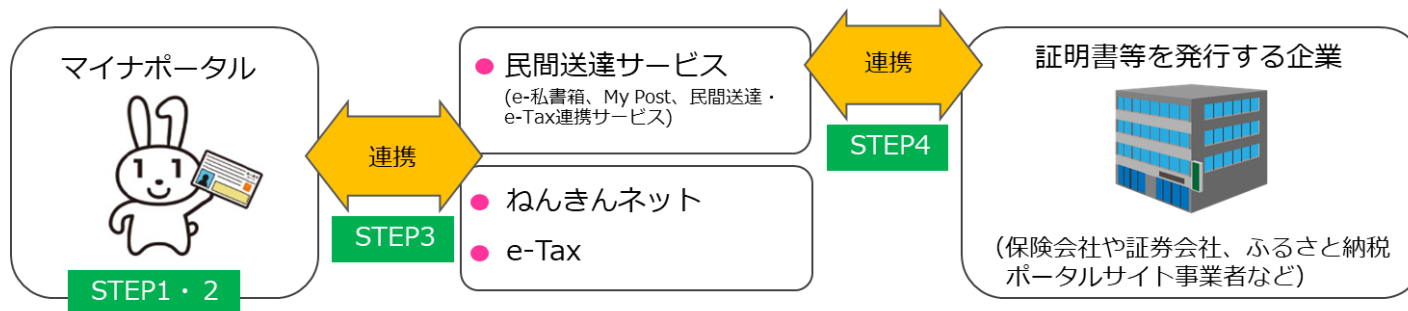 マイナポータル
STEP1・2
連携
STEP3
民間送達サービス
(e-私書箱、My Post、民間送達・
e-Tax連携サービス)
ねんきんネット
e-Tax
連携
STEP4
証明書等を発行する企業
(保険会社や証券会社、ふるさと納税
ポータルサイト事業者など)